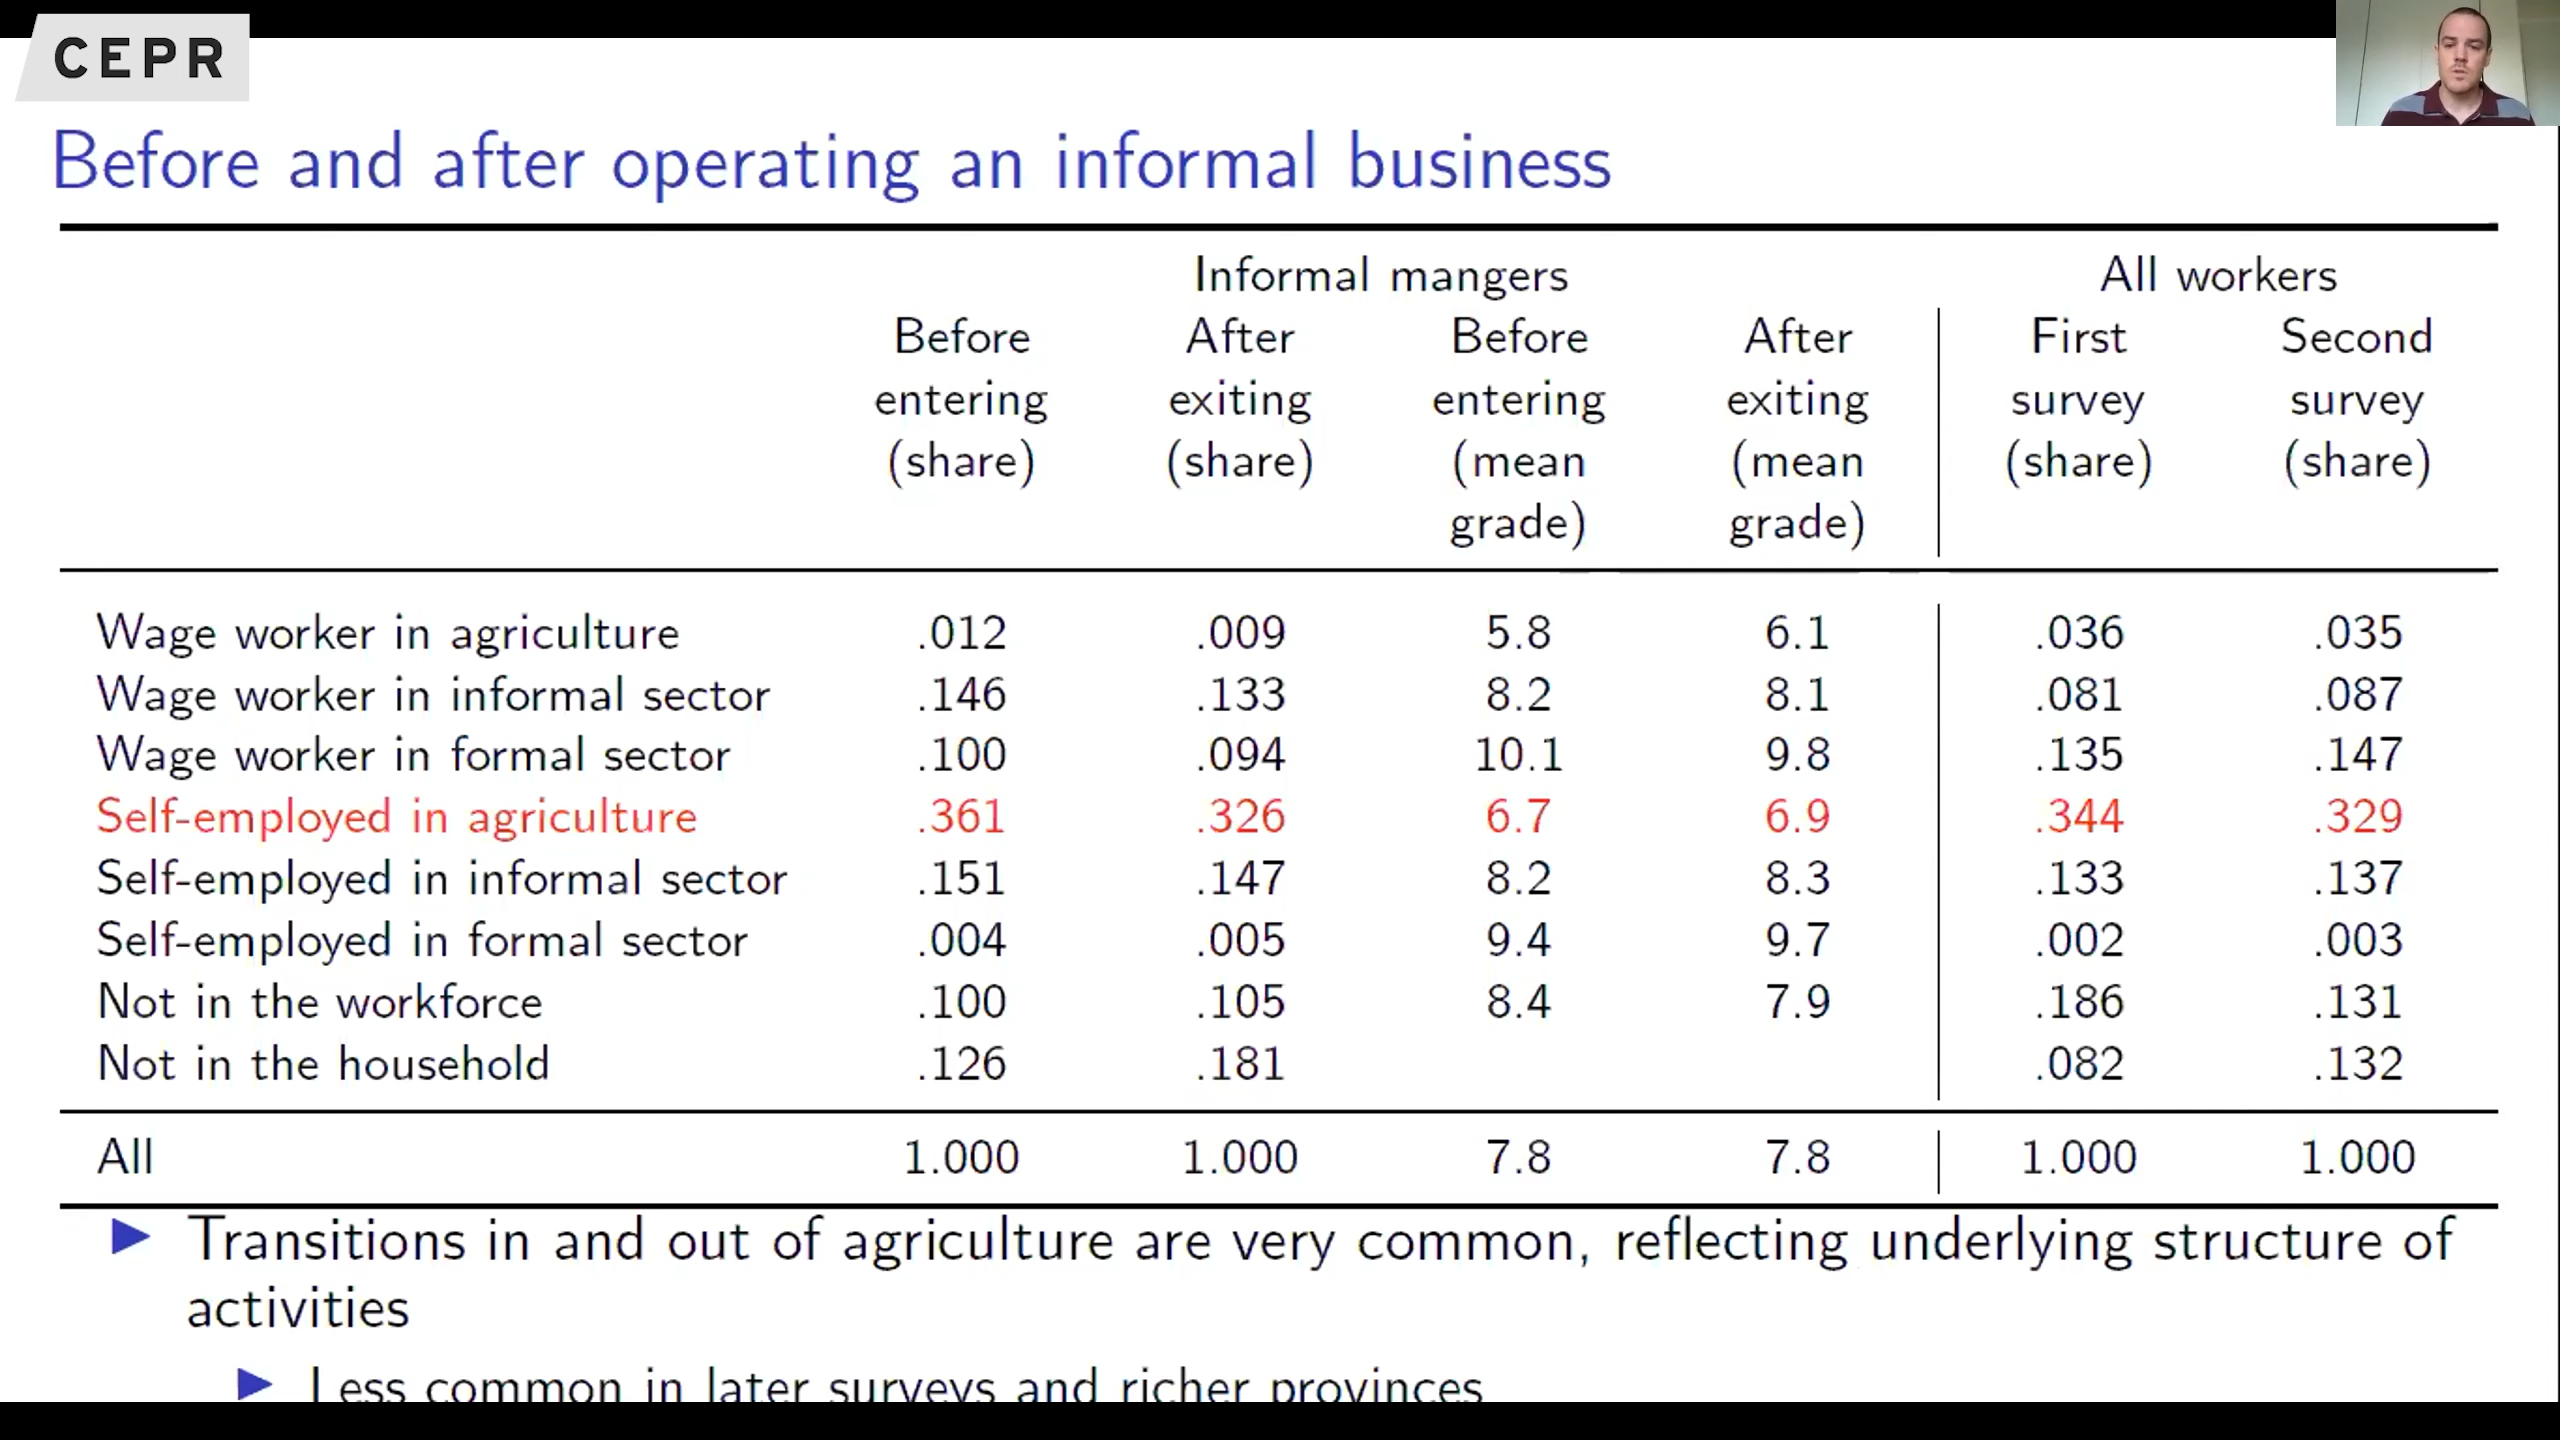 CEPR
Before and after operating an informal business
Informal mangers All workers
Before After Before After First Second
entering exiting entering exiting survey survey
(share) (share) (mean (mean (share) (share)
grade) grade)
Wage worker in agriculture .012 .009 5.8 6.1 .036 .035
Wage worker in informal sector .146 .133 8.2 8.1 .081 .087
Wage worker in formal sector .100 .094 10.1 9.8 .135 .147
Self-employed in agriculture .361 .326 6.7 6.9 .344 .329
Self-employed in informal sector .151 .147 8.2 8.3 .133 .137
Self-employed in formal sector .004 .005 9.4 9.7 .002 .003
Not in the workforce .100 .105 8.4 7.9 .186 .131
Not in the household .126 .181 .082 .132
All 1.000 1.000 7.8 7.8 1.000 1.000
Transitions in and out of agriculture are very common, reflecting underlying structure of
activities
Less common in later surveys and richer provinces